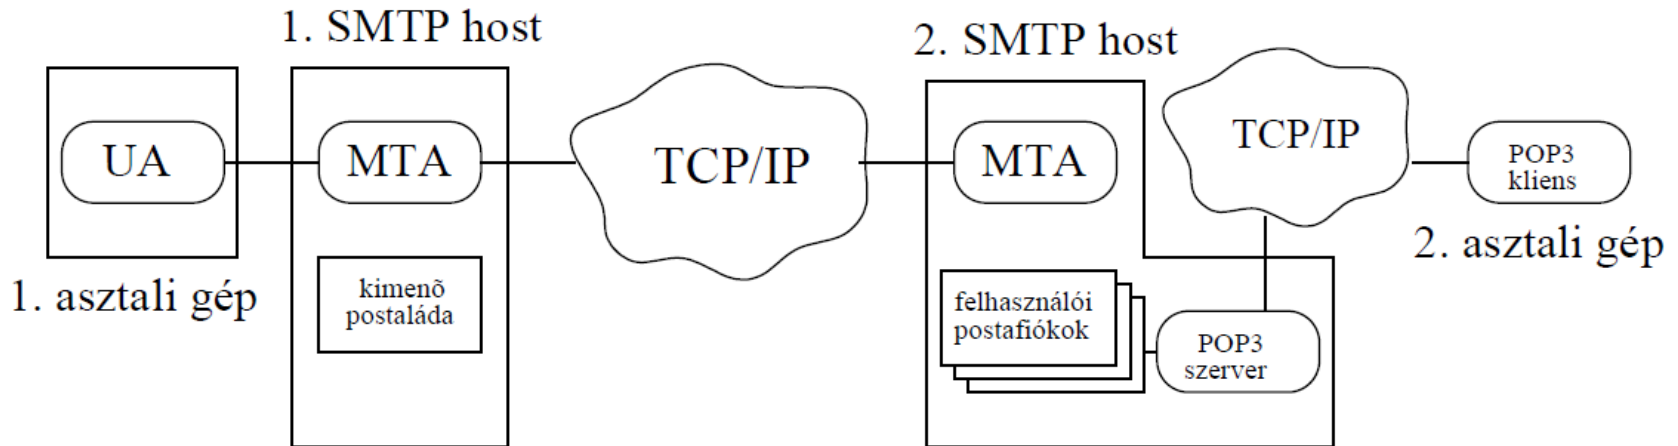 1. SMTP host
2. SMTP host
UA
MTA
TCP/IP
MTA
TCP/IP
POP3
kliens
1. asztali gép
2. asztali gép
kimenõ
postaláda
felhasználói
postafiókok
POP3
szerver